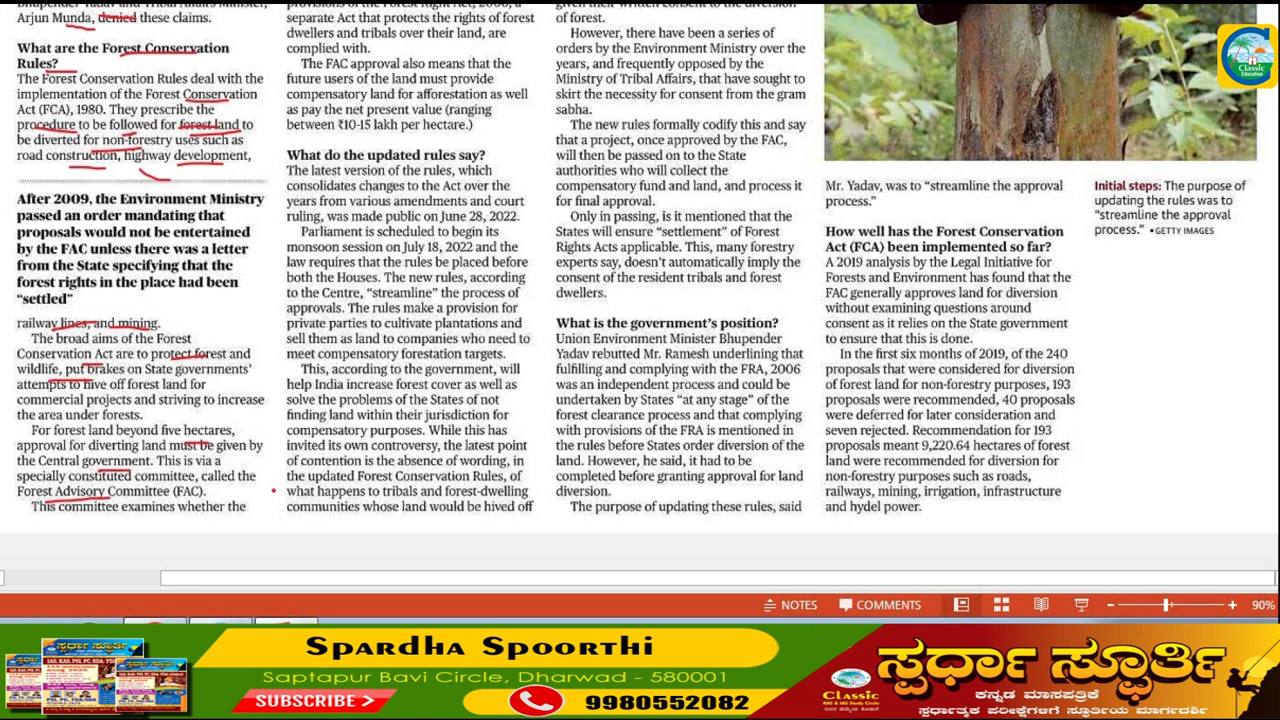 Bhupender Yadav and Tribal Affairs Minister,
Arjun Munda, denied these claims.
What are the Forest Conservation
Rules?
The Forest Conservation Rules deal with the
implementation of the Forest Conservation
Act (FCA), 1980. They prescribe the
procedure to be followed for forest land to
be diverted for non-forestry uses such as
road construction, highway development,
After 2009, the Environment Ministry
passed an order mandating that
proposals would not be entertained
by the FAC unless there was a letter
from the State specifying that the
forest rights in the place had been
“settled”
railway lines, and mining.
The broad aims of the Forest
Conservation Act are to protect forest and
wildlife, put brakes on State governments’
attempts to hive off forest land for
commercial projects and striving to increase
the area under forests.
For forest land beyond five hectares,
approval for diverting land must be given by
the Central government. This is via a
specially constituted committee, called the
Forest Advisory Committee (FAC).
This committee examines whether the
provisions of the Forest Right Act, 2006, a
separate Act that protects the rights of forest
dwellers and tribals over their land, are
complied with.
The FAC approval also means that the
future users of the land must provide
compensatory land for afforestation as well
as pay the net present value (ranging
between ₹10-15 lakh per hectare.)
What do the updated rules say?
The latest version of the rules, which
consolidates changes to the Act over the
years from various amendments and court
ruling, was made public on June 28, 2022.
Parliament is scheduled to begin its
monsoon session on July 18, 2022 and the
law requires that the rules be placed before
both the Houses. The new rules, according
to the Centre, “streamline” the process of
approvals. The rules make a provision for
private parties to cultivate plantations and
sell them as land to companies who need to
meet compensatory forestation targets.
This, according to the government, will
help India increase forest cover as well as
solve the problems of the States of not
finding land within their jurisdiction for
compensatory purposes. While this has
invited its own controversy, the latest point
of contention is the absence of wording, in
the updated Forest Conservation Rules, of
what happens to tribals and forest-dwelling
communities whose land would be hived off
given their written consent to the diversion
of forest.
However, there have been a series of
orders by the Environment Ministry over the
years, and frequently opposed by the
Ministry of Tribal Affairs, that have sought to
skirt the necessity for consent from the gram
sabha.
The new rules formally codify this and say
that a project, once approved by the FAC,
will then be passed on to the State
authorities who will collect the
compensatory fund and land, and process it
for final approval.
Only in passing, is it mentioned that the
States will ensure “settlement” of Forest
Rights Acts applicable. This, many forestry
experts say, doesn’t automatically imply the
consent of the resident tribals and forest
dwellers.
What is the government’s position?
Union Environment Minister Bhupender
Yadav rebutted Mr. Ramesh underlining that
fulfilling and complying with the FRA, 2006
was an independent process and could be
undertaken by States “at any stage” of the
forest clearance process and that complying
with provisions of the FRA is mentioned in
the rules before States order diversion of the
land. However, he said, it had to be
completed before granting approval for land
diversion.
The purpose of updating these rules, said
Mr. Yadav, was to “streamline the approval
process.”
How well has the Forest Conservation
Act (FCA) been implemented so far?
A 2019 analysis by the Legal Initiative for
Forests and Environment has found that the
FAC generally approves land for diversion
without examining questions around
consent as it relies on the State government
to ensure that this is done.
In the first six months of 2019, of the 240
proposals that were considered for diversion
of forest land for non-forestry purposes, 193
proposals were recommended, 40 proposals
were deferred for later consideration and
seven rejected. Recommendation for 193
proposals meant 9,220.64 hectares of forest
land were recommended for diversion for
non-forestry purposes such as roads,
railways, mining, irrigation, infrastructure
and hydel power.
Initial steps: The purpose of
updating the rules was to
“streamline the approval
process.” ▪ GETTY IMAGES
Classic
Education
NOTES COMMENTS 90%
Spardha Spoorthi
Saptapur Bavi Circle, Dharwad - 580001
SUBSCRIBE 9980552082
ಸ್ಪರ್ಧಾ ಸ್ಫೂರ್ತಿ
ಕನ್ನಡ ಮಾಸಪತ್ರಿಕೆ
ಸ್ಪರ್ಧಾತ್ಮಕ ಪರೀಕ್ಷೆಗಳಿಗೆ ಸ್ಫೂರ್ತಿಯ ಮಾರ್ಗದರ್ಶಿ
Classic
KAS & IAS Study Circle